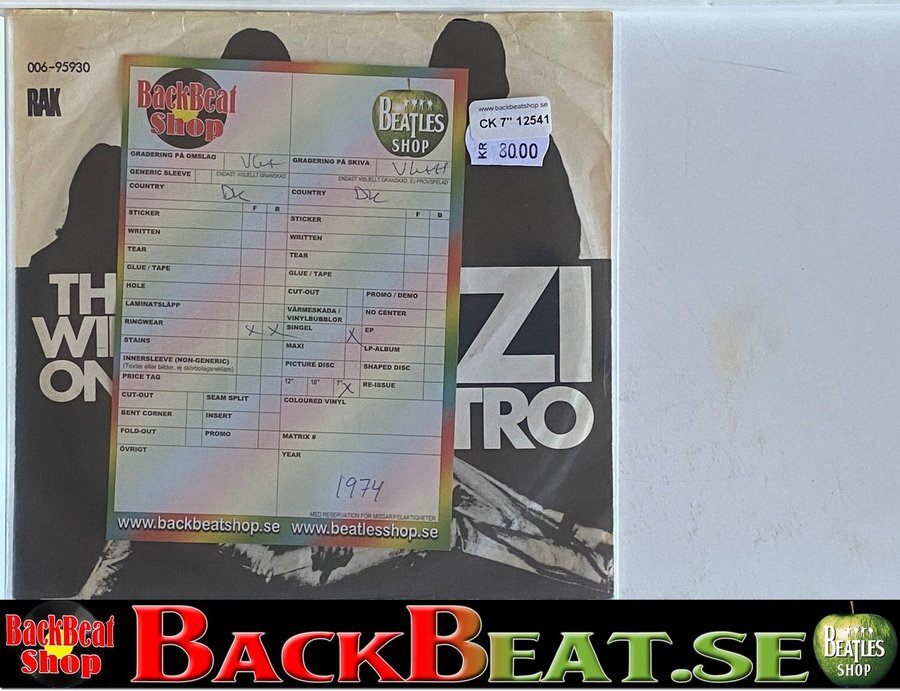 006-95930
RAK
BackBeat
Shop
BEATLES
SHOP
www.backbeatshop.se
CK 7" 12541
KR 80.00
GRADERING PÅ OMSLAG
GRADERING PÅ SKIVA
ENDAST VISUELLT GRANSKAD
ENDAST VISUELLT GRANSKAD, EJ PROVSPELAD
GENERIC SLEEVE
COUNTRY DK
COUNTRY DK
F B
F B
STICKER
STICKER
WRITTEN
WRITTEN
TEAR
TEAR
GLUE / TAPE
GLUE / TAPE
HOLE
CUT-OUT
PROMO / DEMO
LAMINATSLÄPP
VÄRMESKADA /
VINYLBUBBLOR
NO CENTER
RINGWEAR X X
SINGEL X
EP
STAINS
MAXI
LP-ALBUM
INNERSLEEVE (NON-GENERIC)
(Texter eller bilder, ej skivbolagsreklam)
PICTURE DISC
SHAPED DISC
PRICE TAG
12" 10" 7" X
RE-ISSUE
CUT-OUT
SEAM SPLIT
COLOURED VINYL
BENT CORNER
INSERT
FOLD-OUT
PROMO
MATRIX #
ÖVRIGT
YEAR
1974
MED RESERVATION FÖR MISSAR/FELAKTIGHETER
www.backbeatshop.se www.beatlesshop.se
TH
WI
ON
ZI
TRO
BackBeat
Shop
BACKBEAT.SE
BEATLES
SHOP